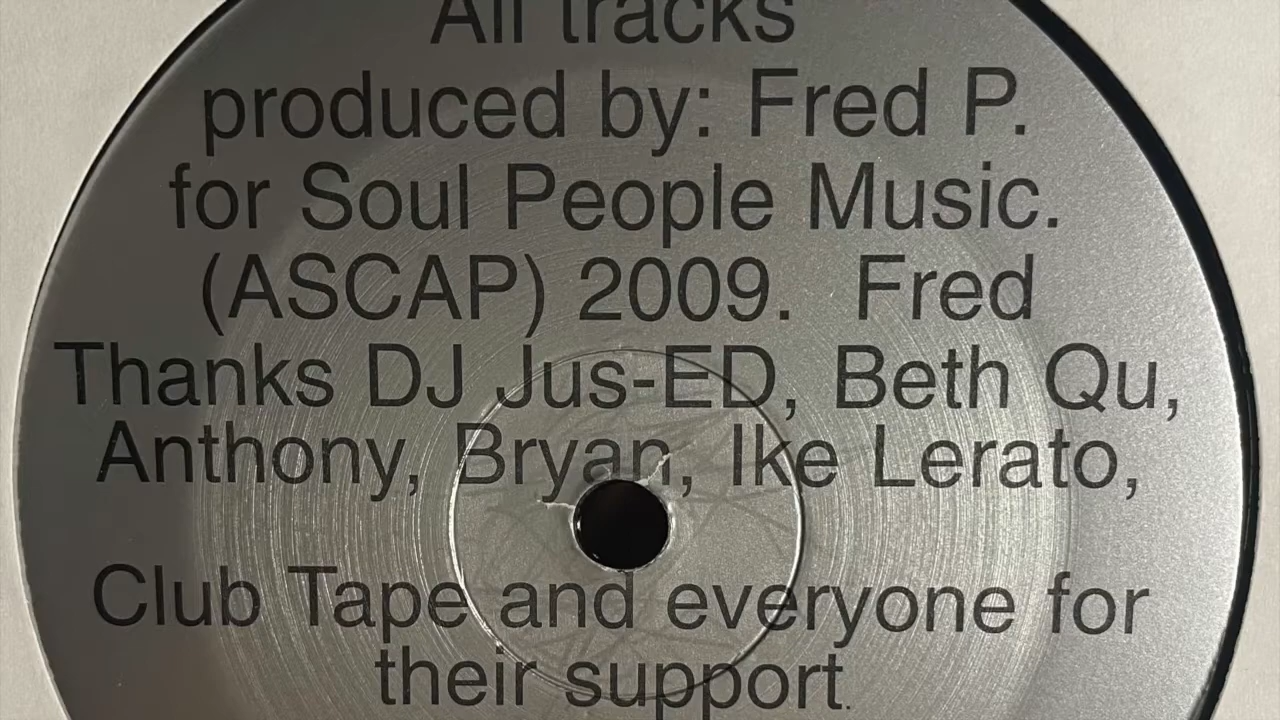 All tracks
produced by: Fred P.
for Soul People Music.
(ASCAP) 2009.  Fred
Thanks DJ Jus-ED, Beth Qu,
Anthony, Bryan, Ike Lerato,
Club Tape and everyone for
their support.